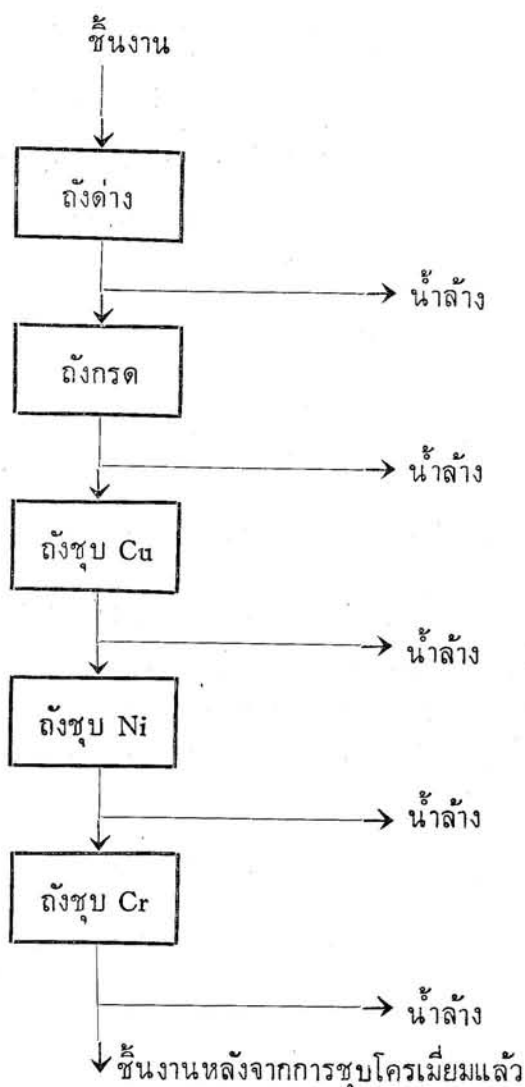 ชิ้นงาน
ถังด่าง
น้ำล้าง
ถังกรด
น้ำล้าง
ถังชุบ Cu
น้ำล้าง
ถังชุบ Ni
น้ำล้าง
ถังชุบ Cr
น้ำล้าง
ชิ้นงานหลังจากการชุบโครเมี่ยมแล้ว